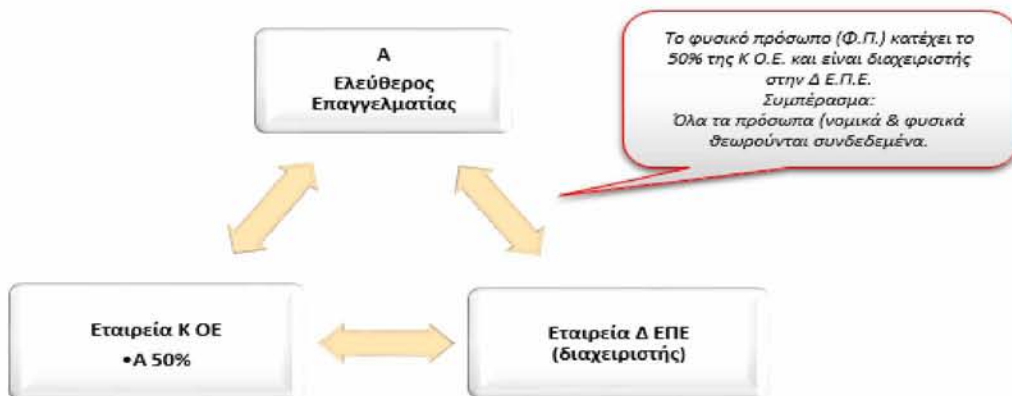 Α
Ελεύθερος
Επαγγελματίας
Το φυσικό πρόσωπο (Φ.Π.) κατέχει το
50% της Κ Ο.Ε. και είναι διαχειριστής
στην Δ Ε.Π.Ε.
Συμπέρασμα:
Όλα τα πρόσωπα (νομικά & φυσικά
θεωρούνται συνδεδεμένα.
Εταιρεία Κ ΟΕ
•Α 50%
Εταιρεία Δ ΕΠΕ
(διαχειριστής)